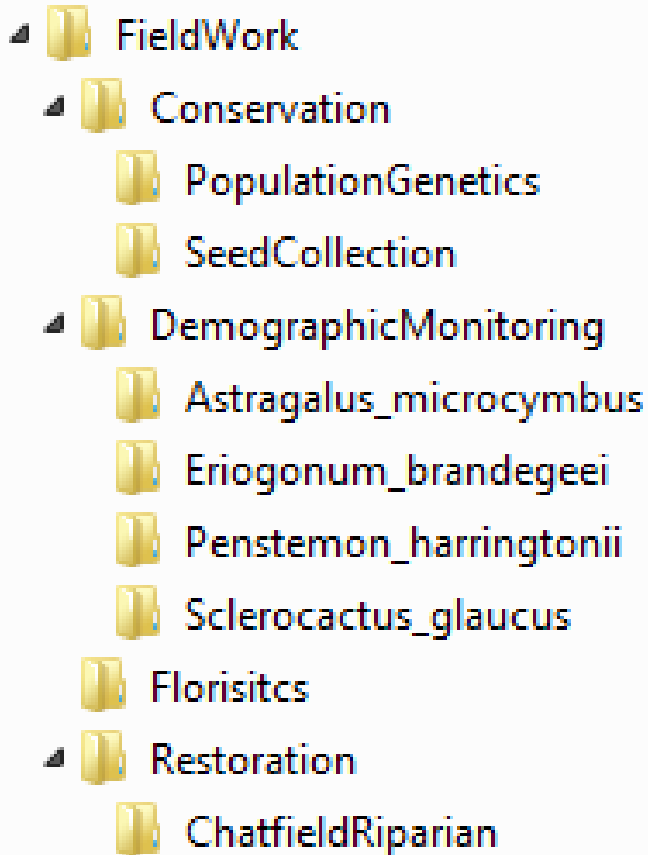 FieldWork
Conservation
PopulationGenetics
SeedCollection
DemographicMonitoring
Astragalus_microcymbus
Eriogonum_brandegeei
Penstemon_harringtonii
Sclerocactus_glaucus
Florisitcs
Restoration
ChatfieldRiparian